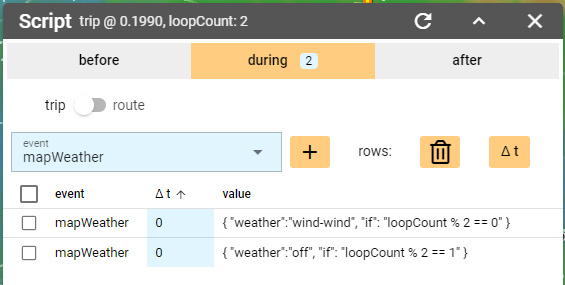 Script trip @ 0.1990, loopCount: 2
before during 2 after
trip route
event
mapWeather
+ rows: Δ t
event Δ t ↑ value
mapWeather 0 { "weather":"wind-wind", "if": "loopCount % 2 == 0" }
mapWeather 0 { "weather":"off", "if": "loopCount % 2 == 1" }